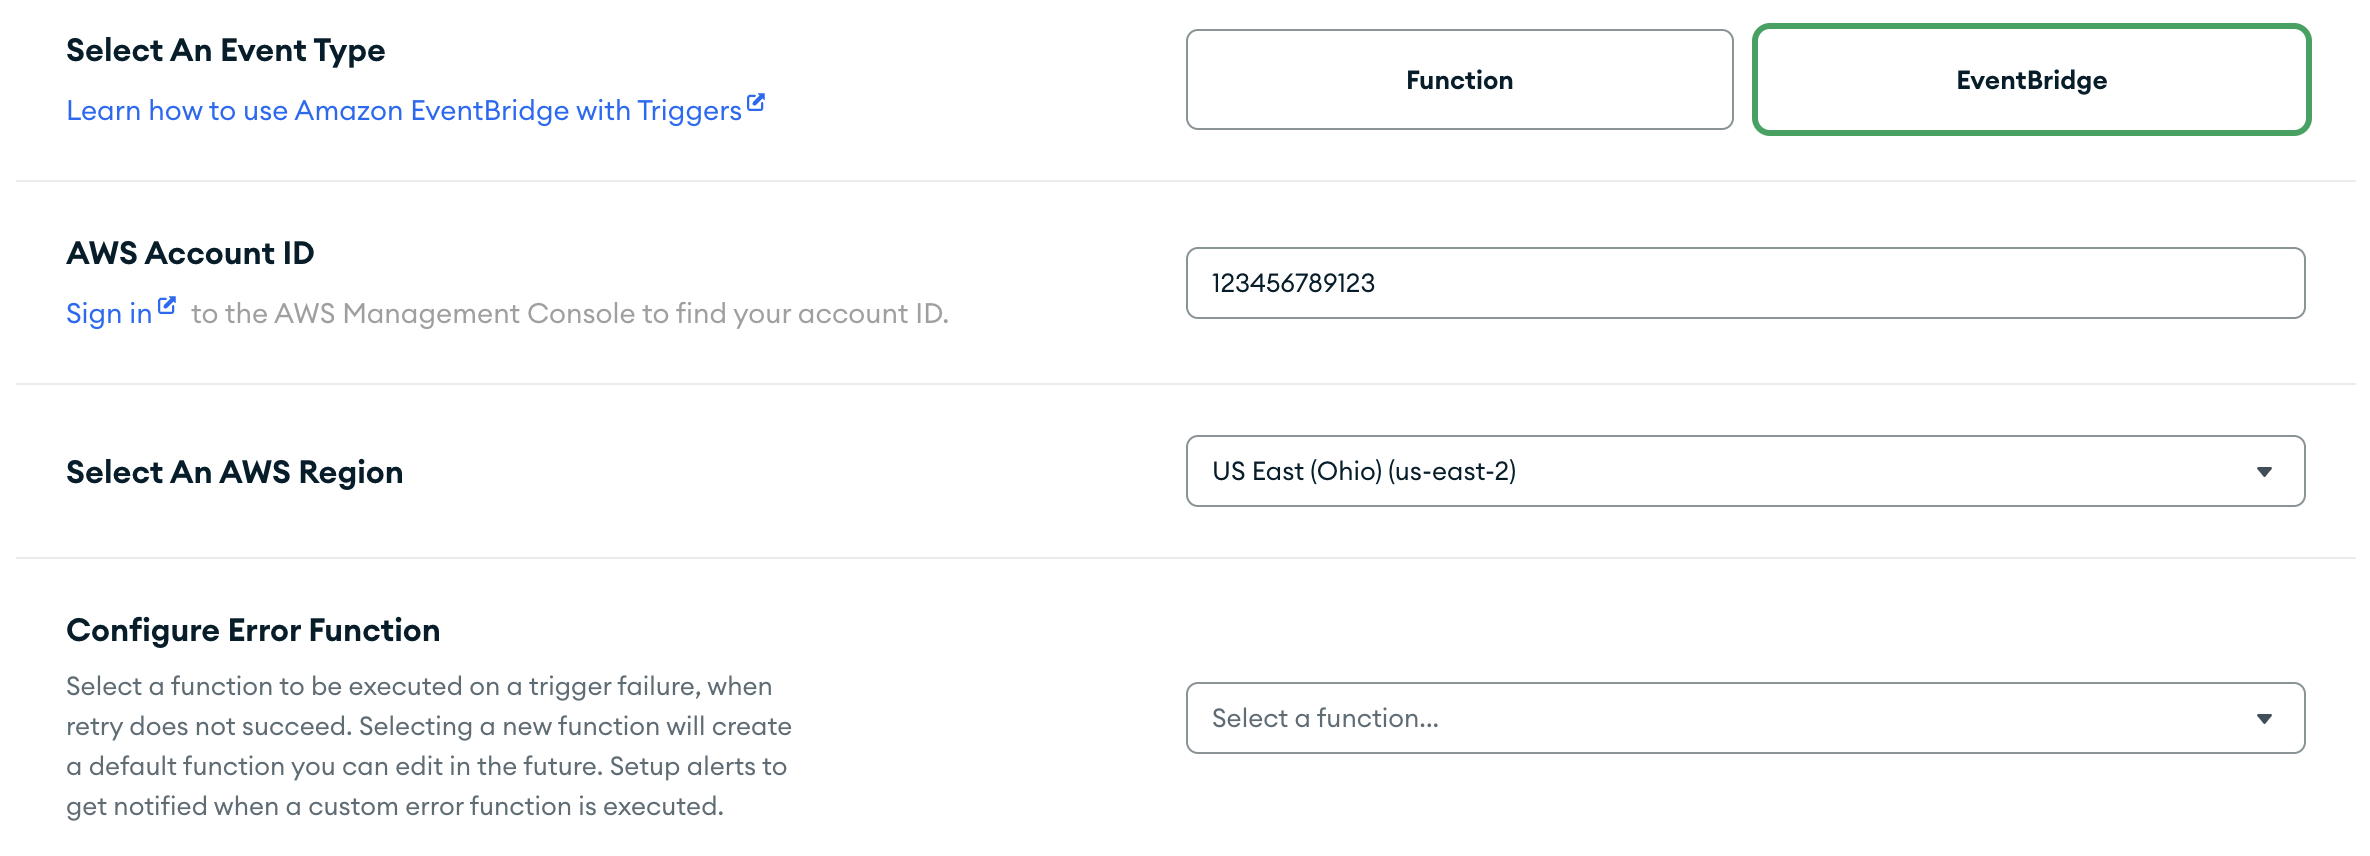 Select An Event Type
Function
EventBridge
Learn how to use Amazon EventBridge with Triggers
AWS Account ID
123456789123
Sign in to the AWS Management Console to find your account ID.
Select An AWS Region
US East (Ohio) (us-east-2)
Configure Error Function
Select a function to be executed on a trigger failure, when
retry does not succeed. Selecting a new function will create
a default function you can edit in the future. Setup alerts to
get notified when a custom error function is executed.
Select a function...